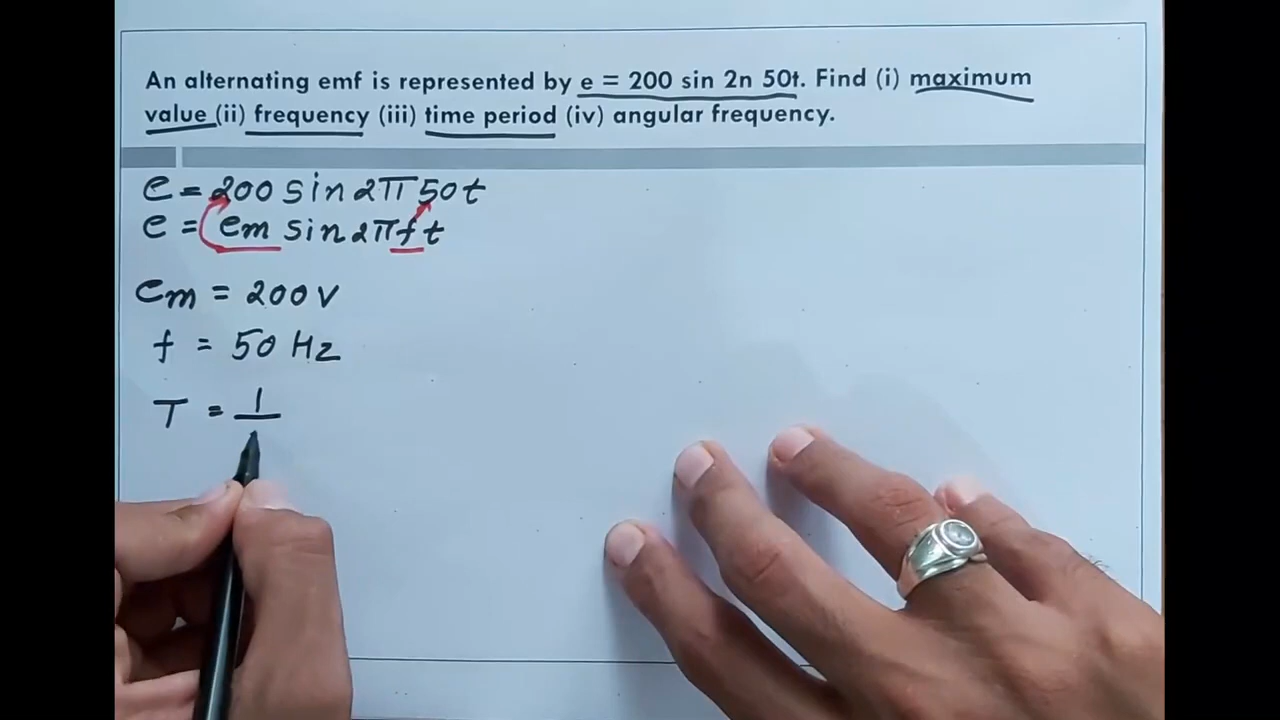 An alternating emf is represented by e = 200 sin 2n 50t. Find (i) maximum
value (ii) frequency (iii) time period (iv) angular frequency.
e = 200 sin 2π 50t
e = em sin 2π f t
em = 200 V
f = 50 Hz
T = 1/